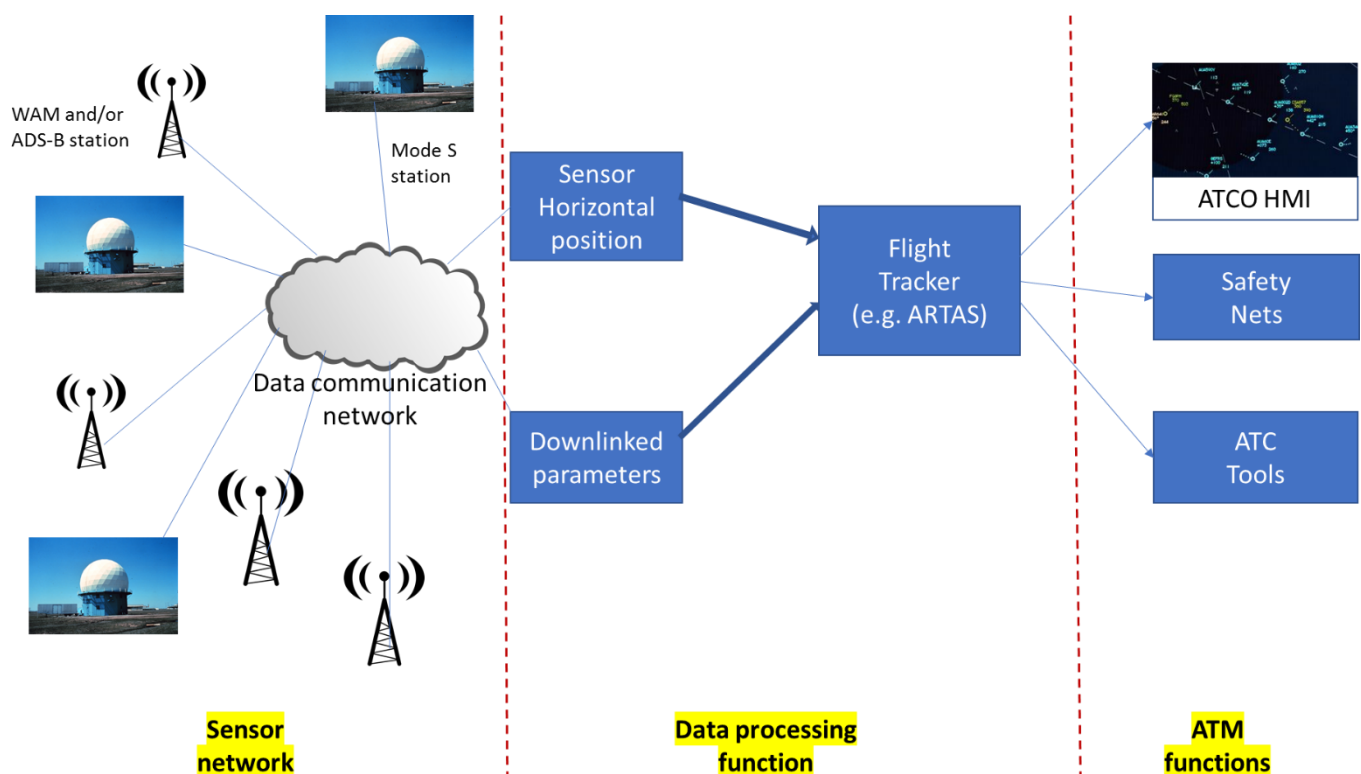 WAM and/or
ADS-B station
Mode S
station
Data communication
network
Sensor
Horizontal
position
Downlinked
parameters
Flight
Tracker
(e.g. ARTAS)
ATCO HMI
Safety
Nets
ATC
Tools
Sensor
network
Data processing
function
ATM
functions